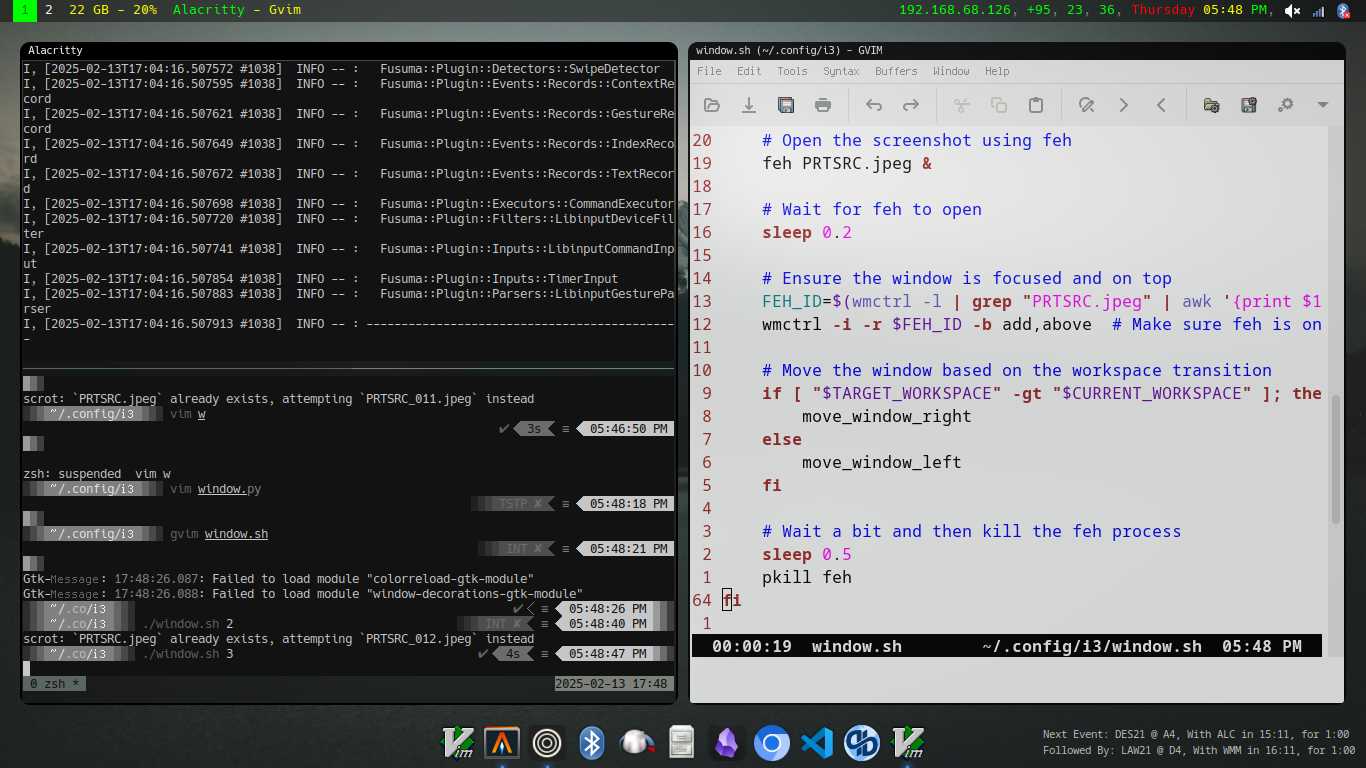 1 2 22 GB - 20% Alacritty - Gvim 192.168.68.126, +95, 23, 36, Thursday 05:48 PM,
Alacritty
I, [2025-02-13T17:04:16.507572 #1038]  INFO -- :   Fusuma::Plugin::Detectors::SwipeDetector
I, [2025-02-13T17:04:16.507595 #1038]  INFO -- :   Fusuma::Plugin::Events::Records::ContextRe
cord
I, [2025-02-13T17:04:16.507621 #1038]  INFO -- :   Fusuma::Plugin::Events::Records::GestureRe
cord
I, [2025-02-13T17:04:16.507649 #1038]  INFO -- :   Fusuma::Plugin::Events::Records::IndexReco
rd
I, [2025-02-13T17:04:16.507672 #1038]  INFO -- :   Fusuma::Plugin::Events::Records::TextRecor
d
I, [2025-02-13T17:04:16.507698 #1038]  INFO -- :   Fusuma::Plugin::Executors::CommandExecutor
I, [2025-02-13T17:04:16.507720 #1038]  INFO -- :   Fusuma::Plugin::Filters::LibinputDeviceFil
ter
I, [2025-02-13T17:04:16.507741 #1038]  INFO -- :   Fusuma::Plugin::Inputs::LibinputCommandInp
ut
I, [2025-02-13T17:04:16.507854 #1038]  INFO -- :   Fusuma::Plugin::Inputs::TimerInput
I, [2025-02-13T17:04:16.507883 #1038]  INFO -- :   Fusuma::Plugin::Parsers::LibinputGesturePa
rser
I, [2025-02-13T17:04:16.507913 #1038]  INFO -- : -----------------------------------------
-
scrot: `PRTSRC.jpeg` already exists, attempting `PRTSRC_011.jpeg` instead
~/.config/i3 vim w
✔ 3s ≡ 05:46:50 PM
zsh: suspended  vim w
~/.config/i3 vim window.py
TSTP ✘ ≡ 05:48:18 PM
~/.config/i3 gvim window.sh
INT ✘ ≡ 05:48:21 PM
Gtk-Message: 17:48:26.087: Failed to load module "colorreload-gtk-module"
Gtk-Message: 17:48:26.088: Failed to load module "window-decorations-gtk-module"
~/.co/i3 ✔ ≡ 05:48:26 PM
~/.co/i3 ./window.sh 2 INT ✘ ≡ 05:48:40 PM
scrot: `PRTSRC.jpeg` already exists, attempting `PRTSRC_012.jpeg` instead
~/.co/i3 ./window.sh 3 ✔ 4s ≡ 05:48:47 PM
0 zsh * 2025-02-13 17:48
window.sh (~/.config/i3) - GVIM
File Edit Tools Syntax Buffers Window Help
20     # Open the screenshot using feh
19     feh PRTSRC.jpeg &
18
17     # Wait for feh to open
16     sleep 0.2
15
14     # Ensure the window is focused and on top
13     FEH_ID=$(wmctrl -l | grep "PRTSRC.jpeg" | awk '{print $1
12     wmctrl -i -r $FEH_ID -b add,above  # Make sure feh is on
11
10     # Move the window based on the workspace transition
9     if [ "$TARGET_WORKSPACE" -gt "$CURRENT_WORKSPACE" ]; the
8         move_window_right
7     else
6         move_window_left
5     fi
4
3     # Wait a bit and then kill the feh process
2     sleep 0.5
1     pkill feh
64 fi
1
00:00:19  window.sh        ~/.config/i3/window.sh  05:48 PM
Next Event: DES21 @ A4, With ALC in 15:11, for 1:00
Followed By: LAW21 @ D4, With WMM in 16:11, for 1:00